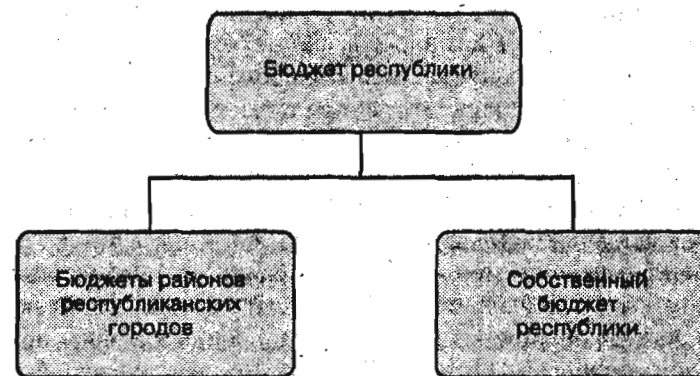 Бюджет республики
Бюджеты районов
республиканских
городов
Собственный
бюджет
республики